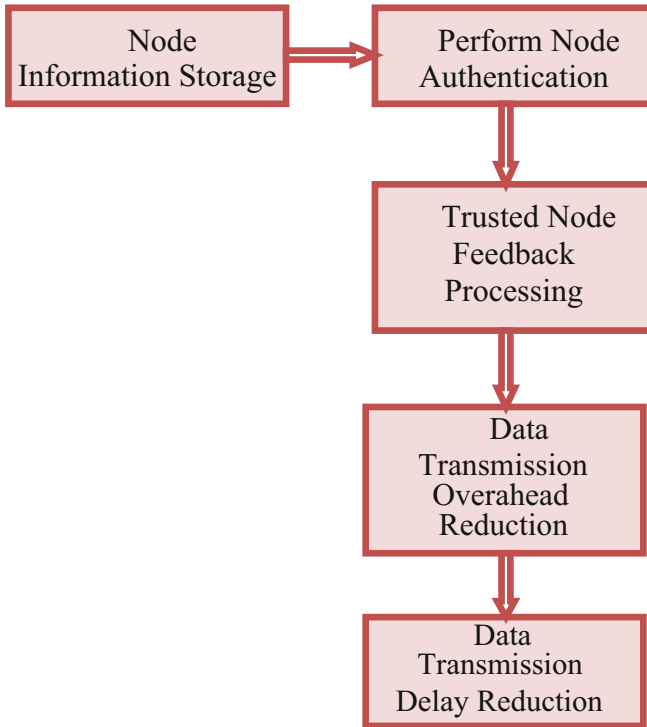 Node
Information Storage
Perform Node
Authentication
Trusted Node
Feedback
Processing
Data
Transmission
Overahead
Reduction
Data
Transmission
Delay Reduction